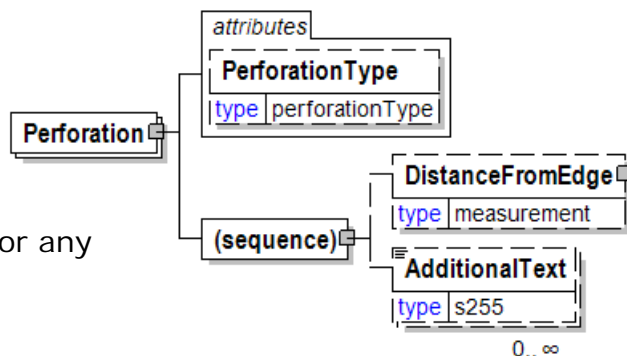 attributes
PerforationType
type perforationType
Perforation
DistanceFromEdge
type measurement
or any
(sequence)
AdditionalText
type s255
0.. ∞